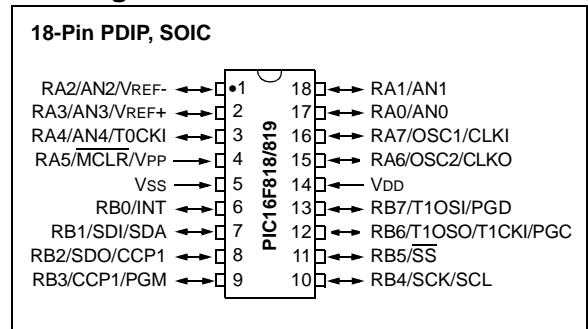 18-Pin PDIP, SOIC
RA2/AN2/VREF- 1 18 RA1/AN1
RA3/AN3/VREF+ 2 17 RA0/AN0
RA4/AN4/T0CKI 3 16 RA7/OSC1/CLKI
RA5/MCLR/VPP 4 15 RA6/OSC2/CLKO
VSS 5 14 VDD
RB0/INT 6 13 RB7/T1OSI/PGD
RB1/SDI/SDA 7 12 RB6/T1OSO/T1CKI/PGC
RB2/SDO/CCP1 8 11 RB5/SS
RB3/CCP1/PGM 9 10 RB4/SCK/SCL
PIC16F818/819